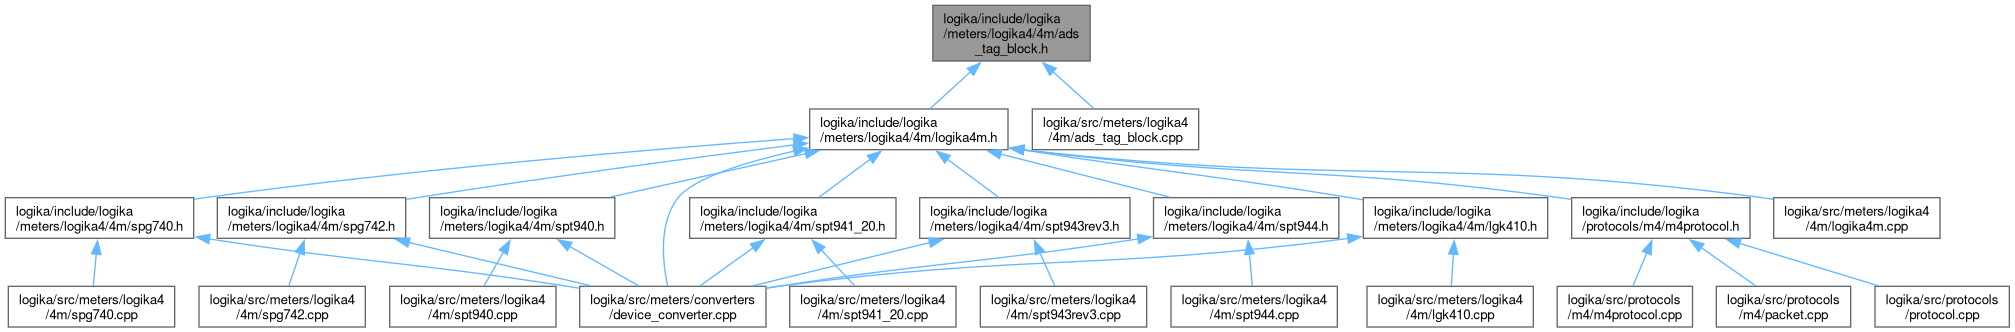 logika/include/logika
/meters/logika4/4m/ads
_tag_block.h
logika/include/logika
/meters/logika4/4m/logika4m.h
logika/src/meters/logika4
/4m/ads_tag_block.cpp
logika/include/logika
/meters/logika4/4m/spg740.h
logika/include/logika
/meters/logika4/4m/spg742.h
logika/include/logika
/meters/logika4/4m/spt940.h
logika/include/logika
/meters/logika4/4m/spt941_20.h
logika/include/logika
/meters/logika4/4m/spt943rev3.h
logika/include/logika
/meters/logika4/4m/spt944.h
logika/include/logika
/meters/logika4/4m/lgk410.h
logika/include/logika
/protocols/m4/m4protocol.h
logika/src/meters/logika4
/4m/logika4m.cpp
logika/src/meters/logika4
/4m/spg740.cpp
logika/src/meters/logika4
/4m/spg742.cpp
logika/src/meters/logika4
/4m/spt940.cpp
logika/src/meters/converters
/device_converter.cpp
logika/src/meters/logika4
/4m/spt941_20.cpp
logika/src/meters/logika4
/4m/spt943rev3.cpp
logika/src/meters/logika4
/4m/spt944.cpp
logika/src/meters/logika4
/4m/lgk410.cpp
logika/src/protocols
/m4/m4protocol.cpp
logika/src/protocols
/m4/packet.cpp
logika/src/protocols
/protocol.cpp